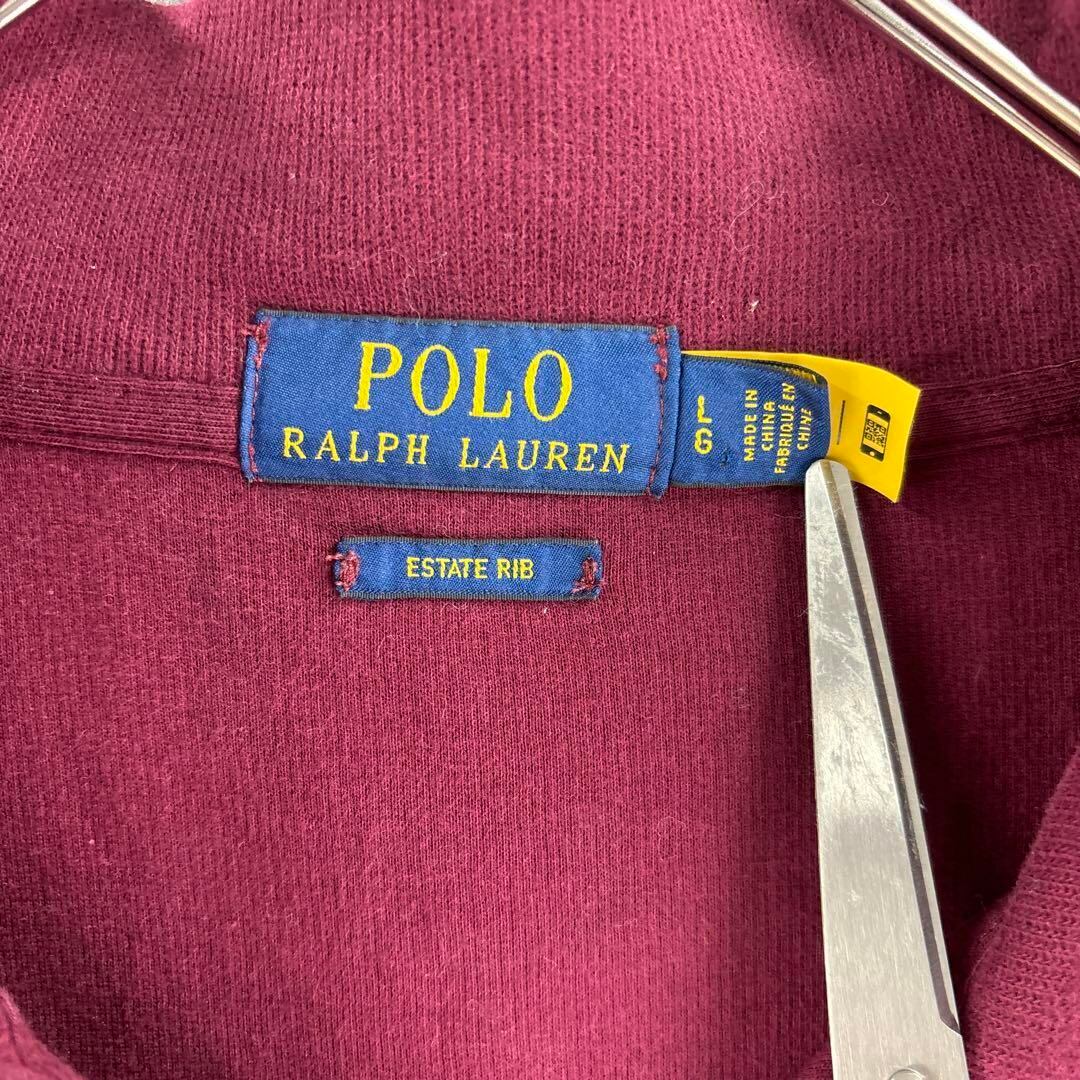 POLO
RALPH LAUREN
L
G
MADE IN
CHINA
FABRIQUÉ EN
CHINE
ESTATE RIB